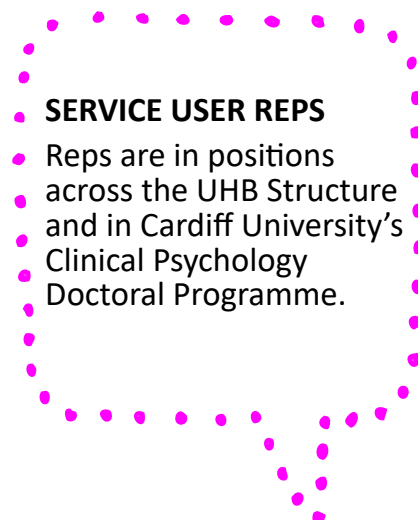 SERVICE USER REPS
Reps are in positions
across the UHB Structure
and in Cardiff University’s
Clinical Psychology
Doctoral Programme.